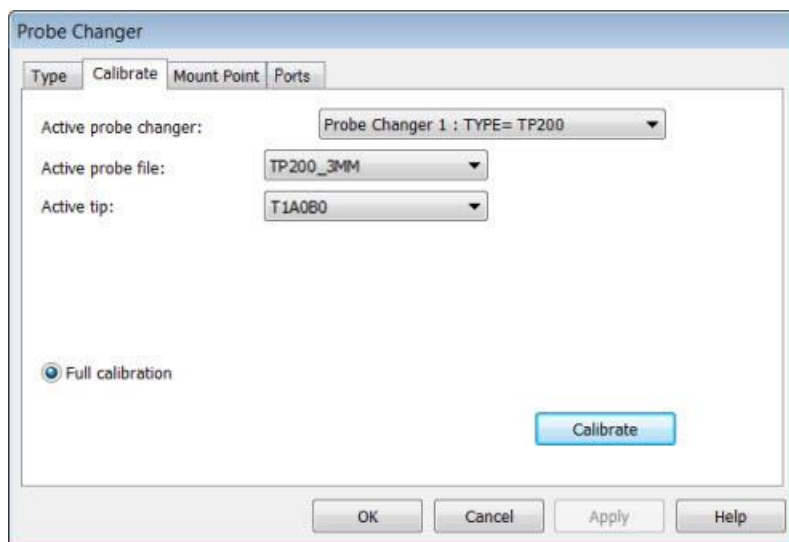 Probe Changer
Type Calibrate Mount Point Ports
Active probe changer: Probe Changer 1 : TYPE= TP200
Active probe file: TP200_3MM
Active tip: T1A0B0
Full calibration
Calibrate
OK Cancel Apply Help